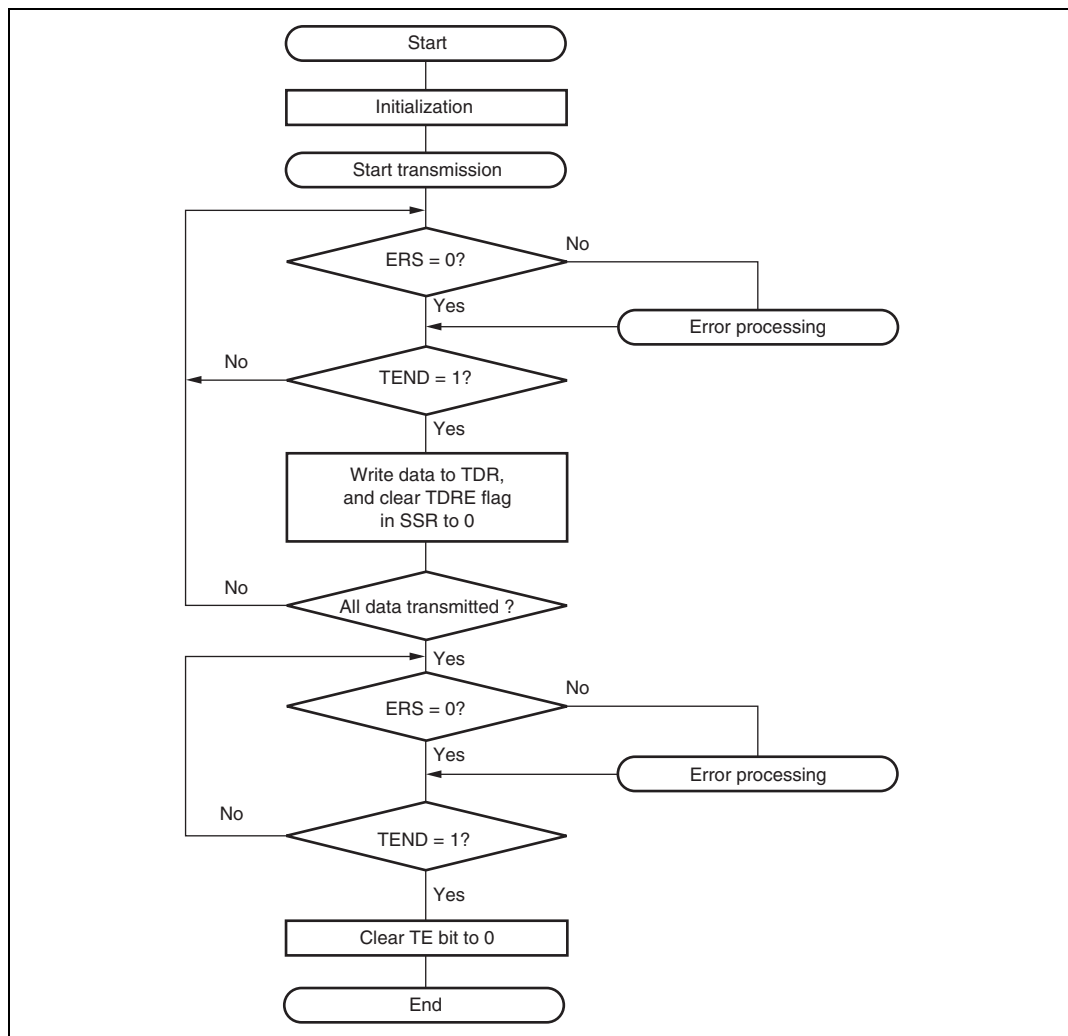 Start
Initialization
Start transmission
ERS = 0?
No
Yes
Error processing
No
TEND = 1?
Yes
Write data to TDR,
and clear TDRE flag
in SSR to 0
No
All data transmitted ?
Yes
ERS = 0?
No
Yes
Error processing
No
TEND = 1?
Yes
Clear TE bit to 0
End